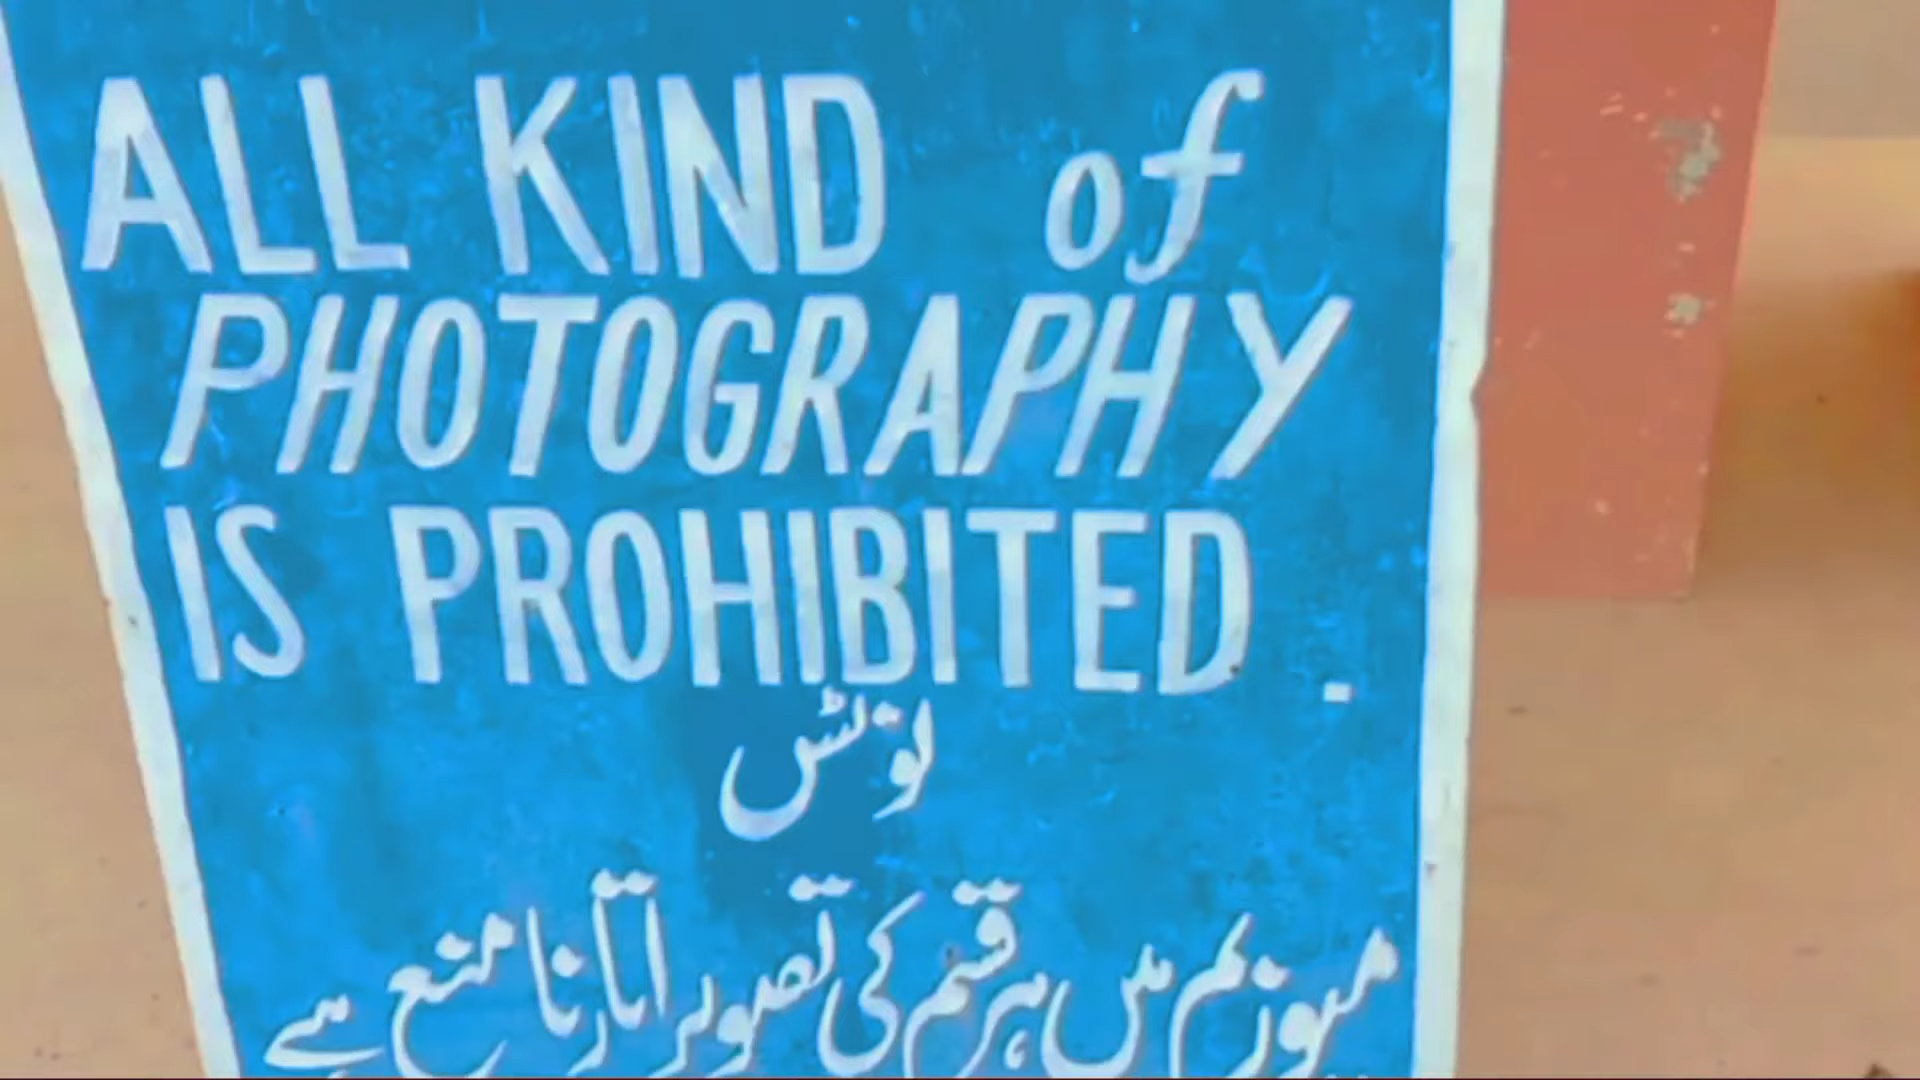 ALL KIND of
PHOTOGRAPHY
IS PROHIBITED.
نوٹس
میوزیم میں ہر قسم کی تصویر اتارنا منع ہے